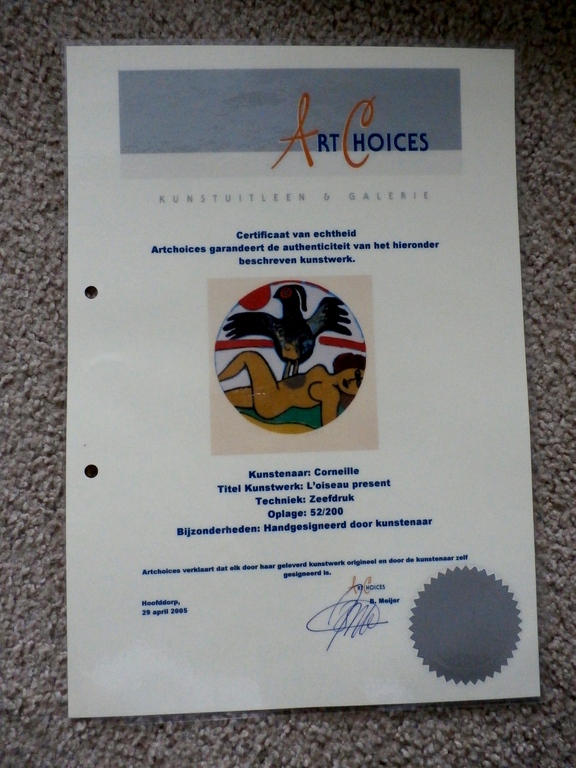 ARTCHOICES
KUNSTUITLEEN & GALERIE
Certificaat van echtheid
Artchoices garandeert de authenticiteit van het hieronder
beschreven kunstwerk.
Kunstenaar: Corneille
Titel Kunstwerk: L'oiseau present
Techniek: Zeefdruk
Oplage: 52/200
Bijzonderheden: Handgesigneerd door kunstenaar
Artchoices verklaart dat elk door haar geleverd kunstwerk origineel en door de kunstenaar zelf
gesigneerd is.
ARTCHOICES
Hoofddorp,
B. Meijer
29 april 2005